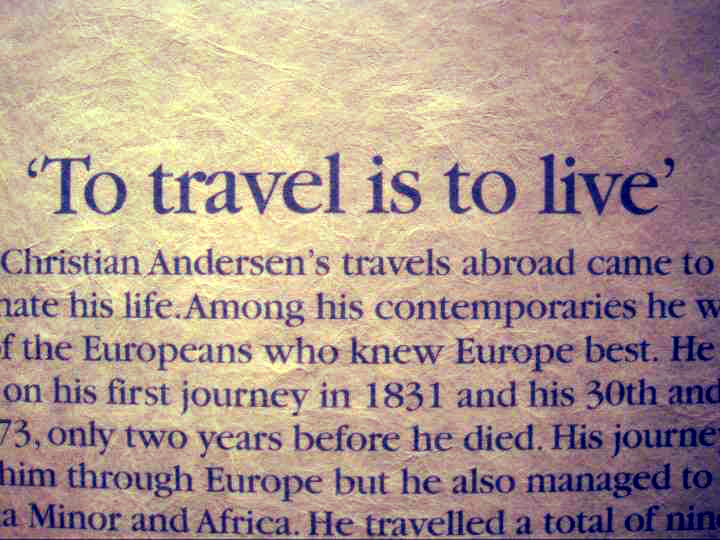 ‘To travel is to live’
Christian Andersen’s travels abroad came to
nate his life. Among his contemporaries he w
f the Europeans who knew Europe best. He
on his first journey in 1831 and his 30th and
73, only two years before he died. His journe
him through Europe but he also managed to
a Minor and Africa. He travelled a total of nin